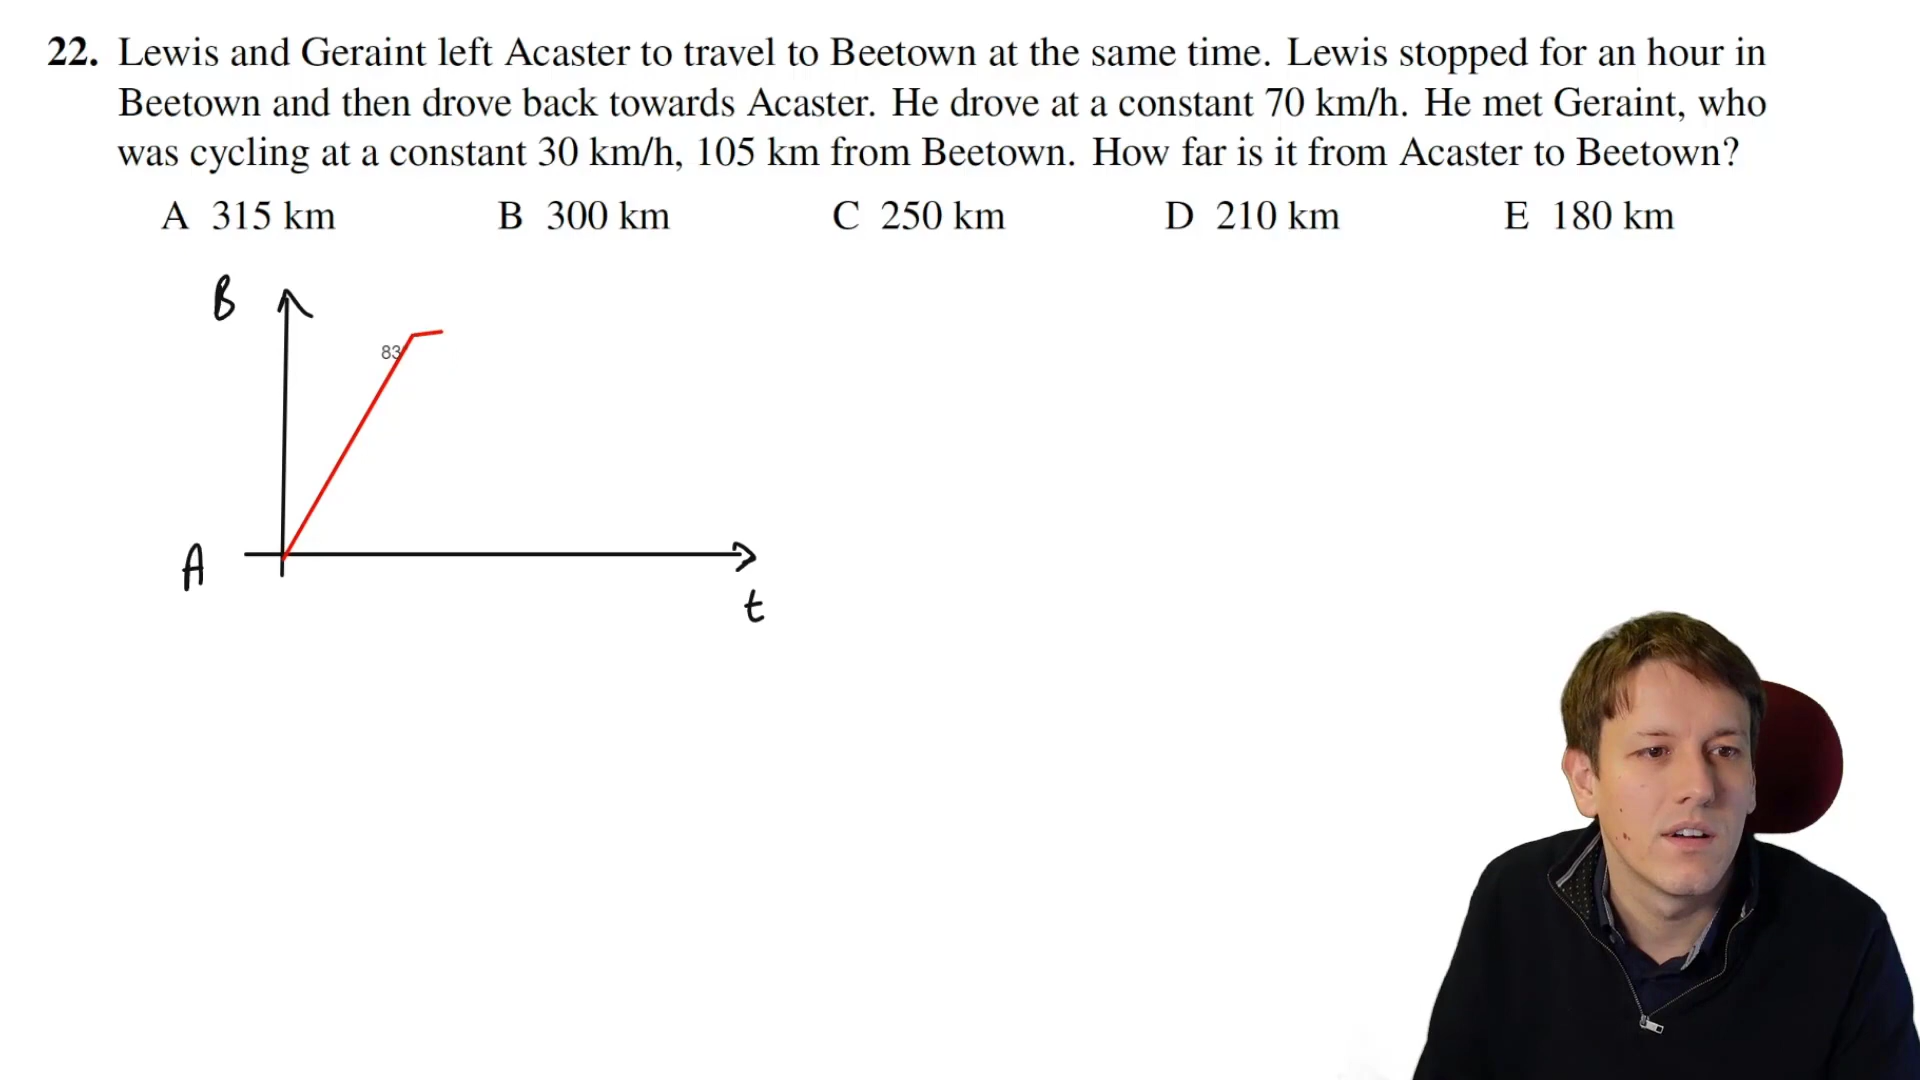 22. Lewis and Geraint left Acaster to travel to Beetown at the same time. Lewis stopped for an hour in
Beetown and then drove back towards Acaster. He drove at a constant 70 km/h. He met Geraint, who
was cycling at a constant 30 km/h, 105 km from Beetown. How far is it from Acaster to Beetown?
A 315 km B 300 km C 250 km D 210 km E 180 km
B
83
A
t